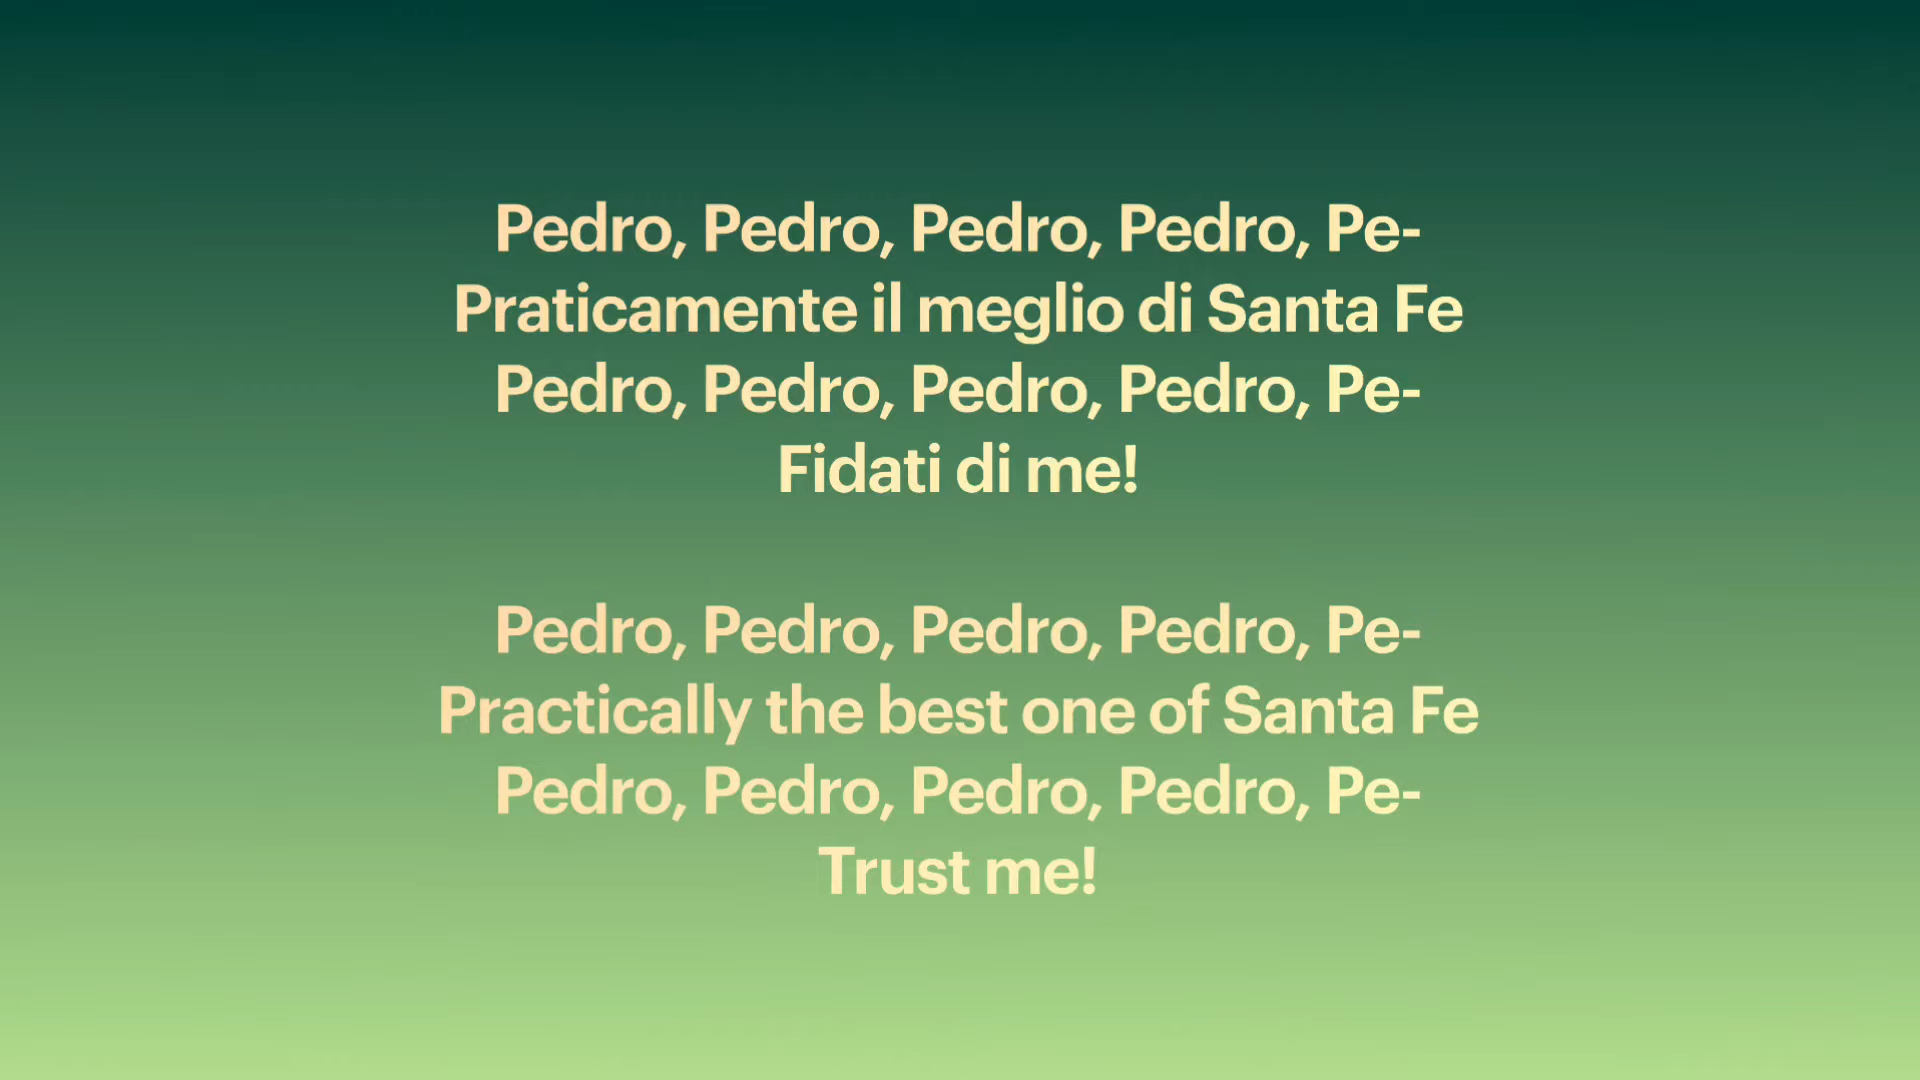 Pedro, Pedro, Pedro, Pedro, Pe-
Praticamente il meglio di Santa Fe
Pedro, Pedro, Pedro, Pedro, Pe-
Fidati di me!
Pedro, Pedro, Pedro, Pedro, Pe-
Practically the best one of Santa Fe
Pedro, Pedro, Pedro, Pedro, Pe-
Trust me!